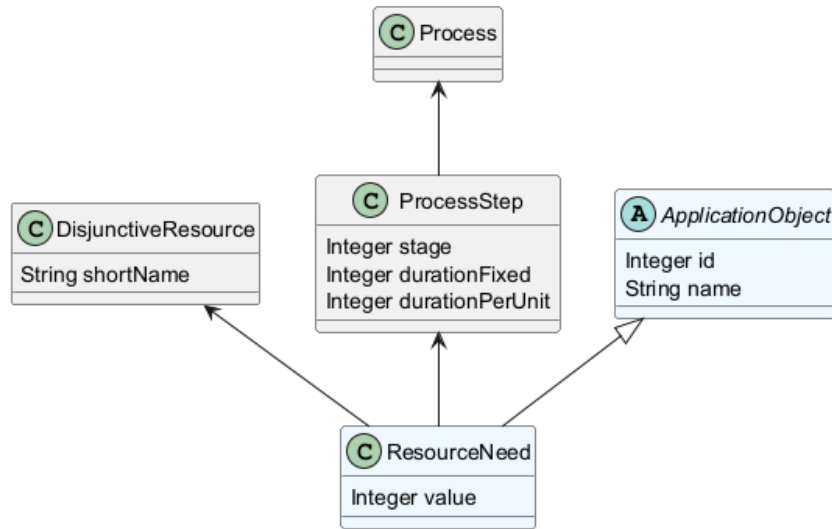 C Process
C DisjunctiveResource
String shortName
C ProcessStep
Integer stage
Integer durationFixed
Integer durationPerUnit
A ApplicationObject
Integer id
String name
C ResourceNeed
Integer value